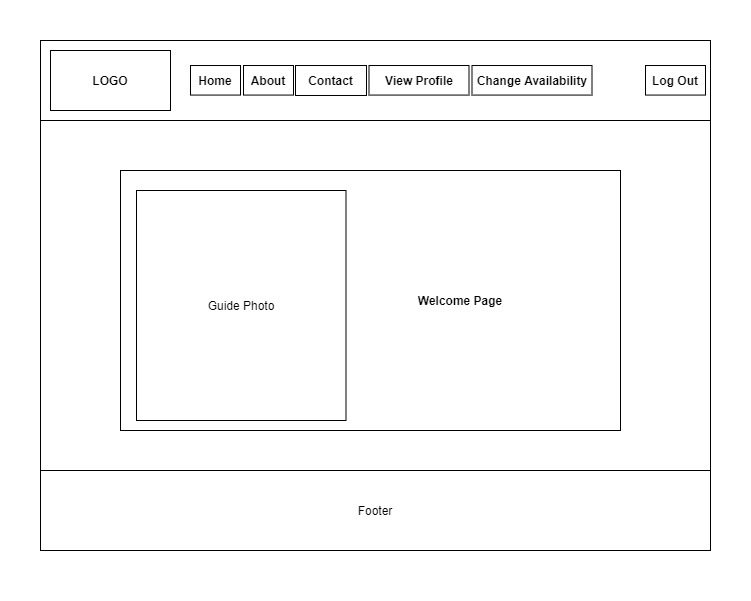 LOGO
Home
About
Contact
View Profile
Change Availability
Log Out
Guide Photo
Welcome Page
Footer